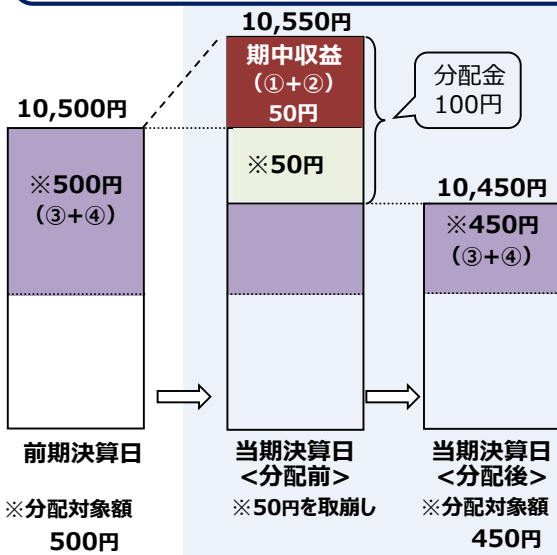 10,550円
期中収益
(①+②)
50円
分配金
100円
10,500円
※500円
(③+④)
※50円
10,450円
※450円
(③+④)
前期決算日
当期決算日
<分配前>
当期決算日
<分配後>
※分配対象額
500円
※50円を取崩し
※分配対象額
450円